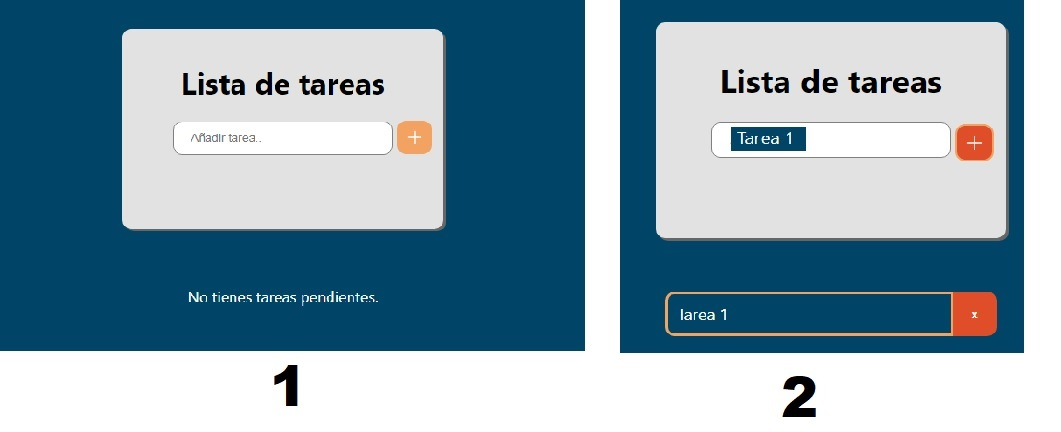 Lista de tareas
Añadir tarea..
+
No tienes tareas pendientes.
1
Lista de tareas
Tarea 1
+
Tarea 1
x
2